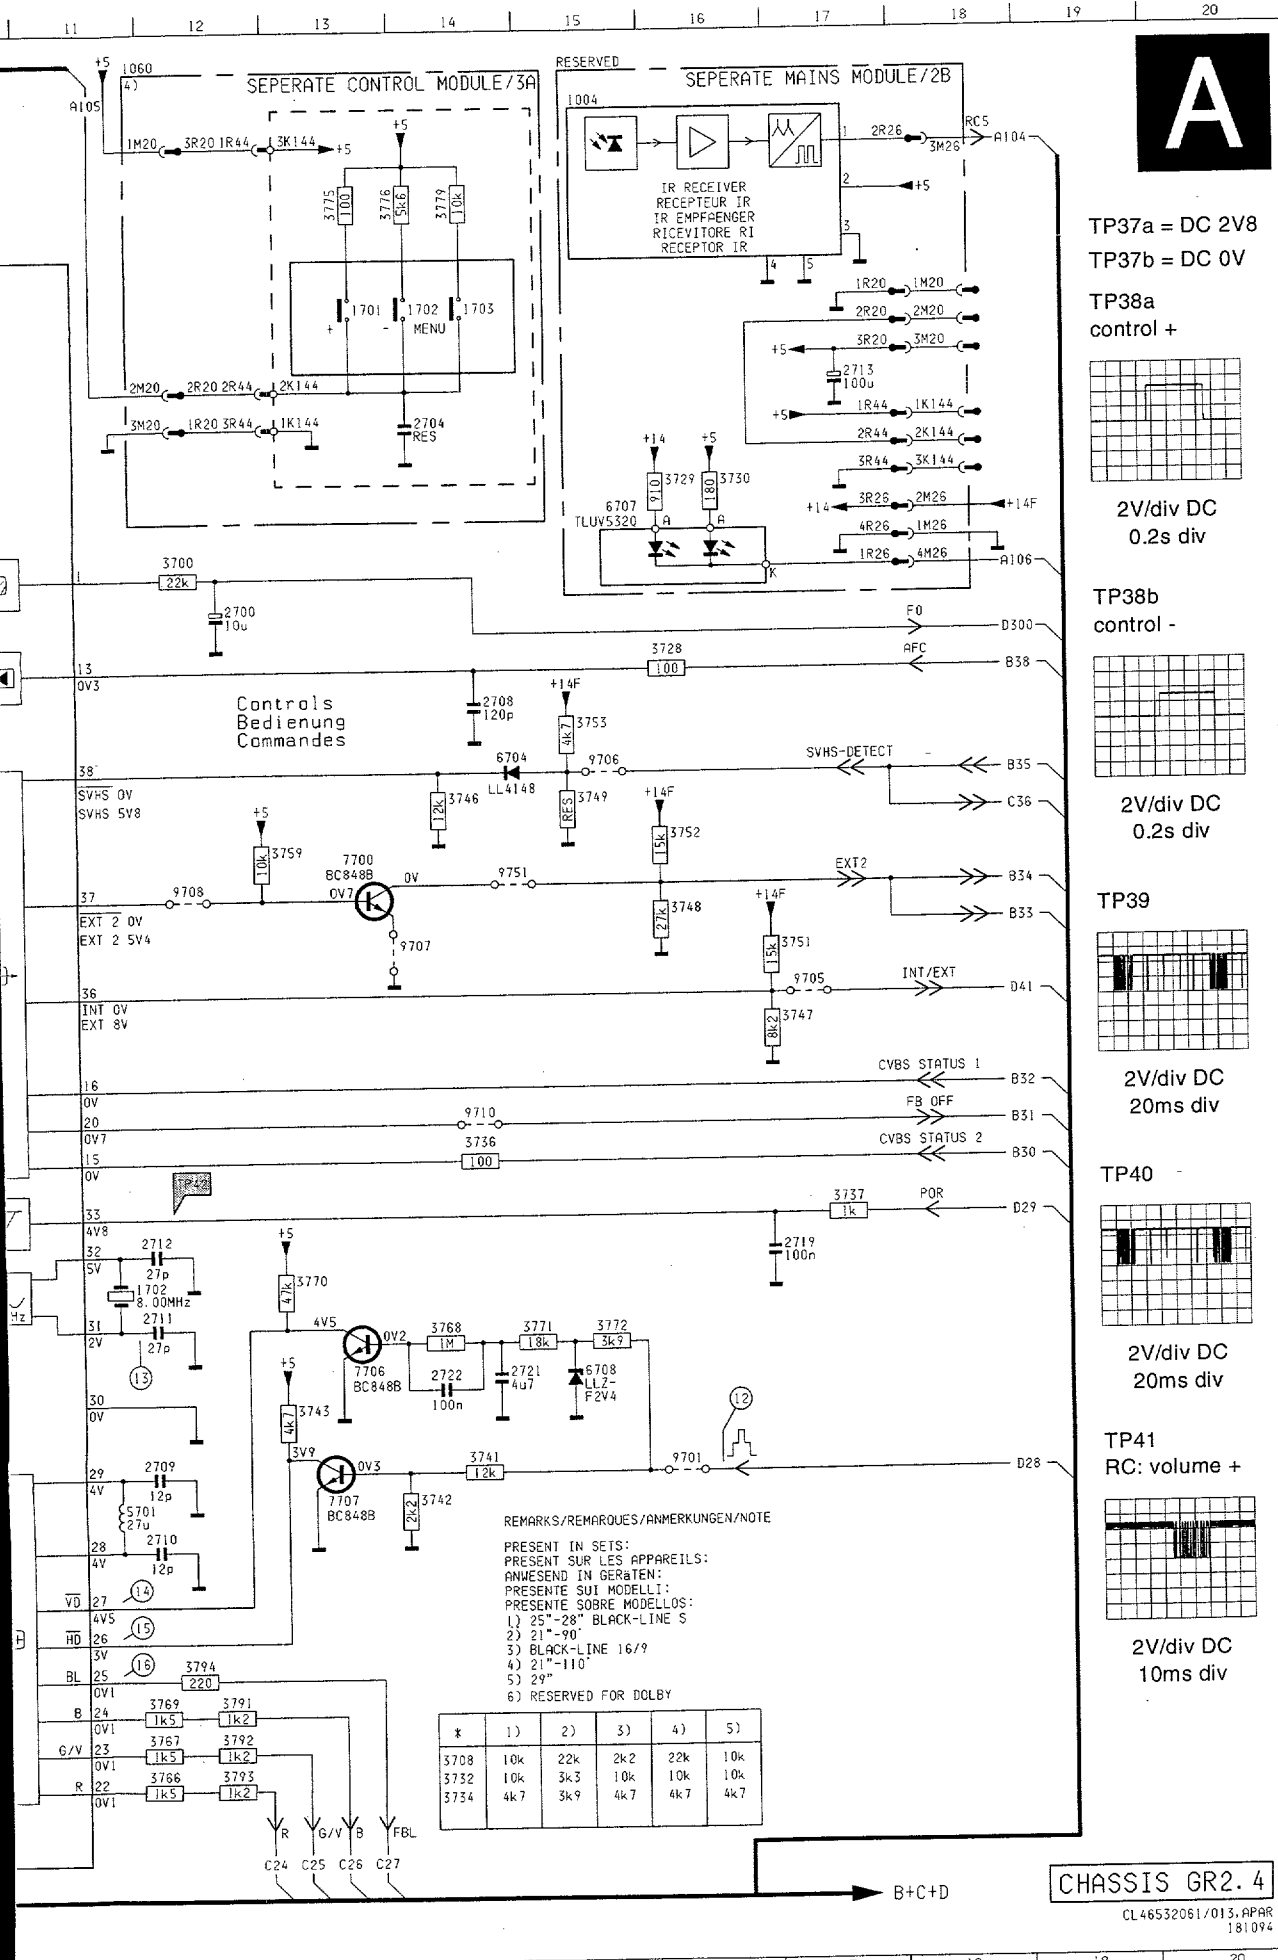 11 12 13 14 15 16 17 18 19 20
A
+5
1060
4)
A105
SEPERATE CONTROL MODULE/3A
1M20 3R20 1R44 3K144 +5
+5
3775 100
3776 5k6
3779 10k
1701 1702 1703
+ - MENU
2M20 2R20 2R44 2K144
3M20 1R20 3R44 1K144
2704
RES
RESERVED
SEPERATE MAINS MODULE/2B
1004
IR RECEIVER
RECEPTEUR IR
IR EMPFAENGER
RICEVITORE RI
RECEPTOR IR
1 2R26 3M26 RC5 A104
2 +5
3
4 5
1R20 1M20
2R20 2M20
+5 3R20 3M20
2713
100u
+5 1R44 1K144
2R44 2K144
3R44 3K144
+14 3R26 2M26 +14F
4R26 1M26
1R26 4M26 A106
+14 +5
910 3729 180 3730
6707
TLUV5320
A A
K
TP37a = DC 2V8
TP37b = DC 0V
TP38a
control +
2V/div DC
0.2s div
TP38b
control -
2V/div DC
0.2s div
TP39
2V/div DC
20ms div
TP40
2V/div DC
20ms div
TP41
RC: volume +
2V/div DC
10ms div
1 3700
22k
2700
10u
F0 D300
13
0V3
3728
100
AFC B38
Controls
Bedienung
Commandes
2708
120p
+14F
4k7 3753
38
SVHS 0V
SVHS 5V8
6704
LL4148
9706
SVHS-DETECT B35
C36
12k 3746
RES 3749
+14F
15k 3752
+5
10k 3759
7700
BC848B
0V7 0V
9751
EXT2 B34
B33
37
EXT 2 0V
EXT 2 5V4
9708
9707
27k 3748
+14F
15k 3751
36
INT 0V
EXT 8V
9705
INT/EXT D41
8k2 3747
16
0V
CVBS STATUS 1 B32
20
0V7
9710
FB OFF B31
15
0V
3736
100
CVBS STATUS 2 B30
TP42
33
4V8
3737
1k
POR D29
2719
100n
32
5V
2712
27p
1702
8.00MHz
31
2V
2711
27p
13
Hz
+5
47k 3770
4V5
7706
BC848B
0V2
3768
1M
2722
100n
2721
4u7
3771
18k
3772
3k9
6708
LLZ-
F2V4
30
0V
+5
4k7 3743
3V9
7707
BC848B
0V3
3741
12k
2k2 3742
9701
12
D28
29
4V
2709
12p
5701
27u
28
4V
2710
12p
VD 27
4V5
14
HD 26
3V
15
BL 25
0V1
16
3794
220
B 24
0V1
3769
1k5
3791
1k2
G/V 23
0V1
3767
1k5
3792
1k2
R 22
0V1
3766
1k5
3793
1k2
R G/V B FBL
C24 C25 C26 C27
REMARKS/REMARQUES/ANMERKUNGEN/NOTE
PRESENT IN SETS:
PRESENT SUR LES APPAREILS:
ANWESEND IN GERäTEN:
PRESENTE SUI MODELLI:
PRESENTE SOBRE MODELLOS:
1) 25"-28" BLACK-LINE S
2) 21"-90°
3) BLACK-LINE 16/9
4) 21"-110°
5) 29"
6) RESERVED FOR DOLBY
* 1) 2) 3) 4) 5)
3708 10k 22k 2k2 22k 10k
3732 10k 3k3 10k 10k 10k
3734 4k7 3k9 4k7 4k7 4k7
B+C+D
CHASSIS GR2.4
CL46532061/013.APAR
181094